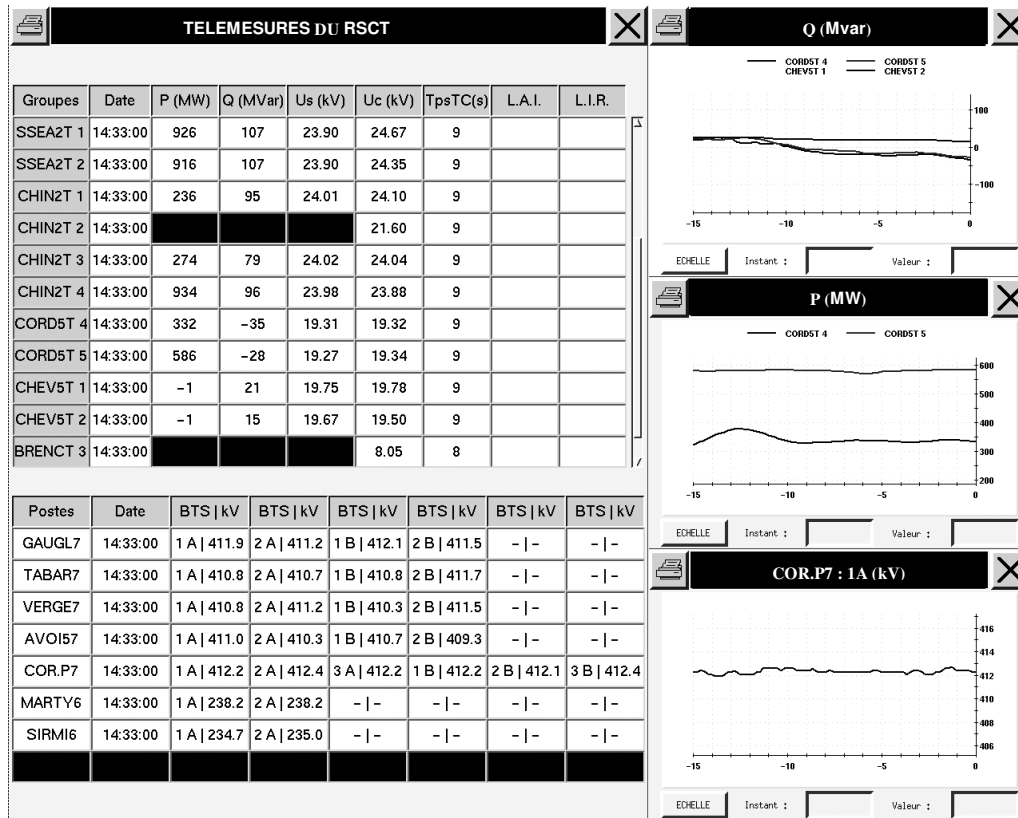 TELEMESURES DU RSCT
Groupes Date P (MW) Q (MVar) Us (kV) Uc (kV) TpsTC(s) L.A.I. L.I.R.
SSEA2T 1 14:33:00 926 107 23.90 24.67 9
SSEA2T 2 14:33:00 916 107 23.90 24.35 9
CHIN2T 1 14:33:00 236 95 24.01 24.10 9
CHIN2T 2 14:33:00 21.60 9
CHIN2T 3 14:33:00 274 79 24.02 24.04 9
CHIN2T 4 14:33:00 934 96 23.98 23.88 9
CORD5T 4 14:33:00 332 −35 19.31 19.32 9
CORD5T 5 14:33:00 586 −28 19.27 19.34 9
CHEV5T 1 14:33:00 −1 21 19.75 19.78 9
CHEV5T 2 14:33:00 −1 15 19.67 19.50 9
BRENCT 3 14:33:00 8.05 8
Postes Date BTS | kV BTS | kV BTS | kV BTS | kV BTS | kV BTS | kV
GAUGL7 14:33:00 1 A | 411.9 2 A | 411.2 1 B | 412.1 2 B | 411.5 − | − − | −
TABAR7 14:33:00 1 A | 410.8 2 A | 410.7 1 B | 410.8 2 B | 411.7 − | − − | −
VERGE7 14:33:00 1 A | 410.8 2 A | 411.2 1 B | 410.3 2 B | 411.5 − | − − | −
AVOI57 14:33:00 1 A | 411.0 2 A | 410.3 1 B | 410.7 2 B | 409.3 − | − − | −
COR.P7 14:33:00 1 A | 412.2 2 A | 412.4 3 A | 412.2 1 B | 412.2 2 B | 412.1 3 B | 412.4
MARTY6 14:33:00 1 A | 238.2 2 A | 238.2 − | − − | − − | − − | −
SIRMI6 14:33:00 1 A | 234.7 2 A | 235.0 − | − − | − − | − − | −
Q (Mvar)
CORD5T 4 CORD5T 5
CHEV5T 1 CHEV5T 2
100
0
−100
−15 −10 −5 0
ECHELLE Instant : Valeur :
P (MW)
CORD5T 4 CORD5T 5
600
500
400
300
200
−15 −10 −5 0
ECHELLE Instant : Valeur :
COR.P7 : 1A (kV)
416
414
412
410
408
406
−15 −10 −5 0
ECHELLE Instant : Valeur :